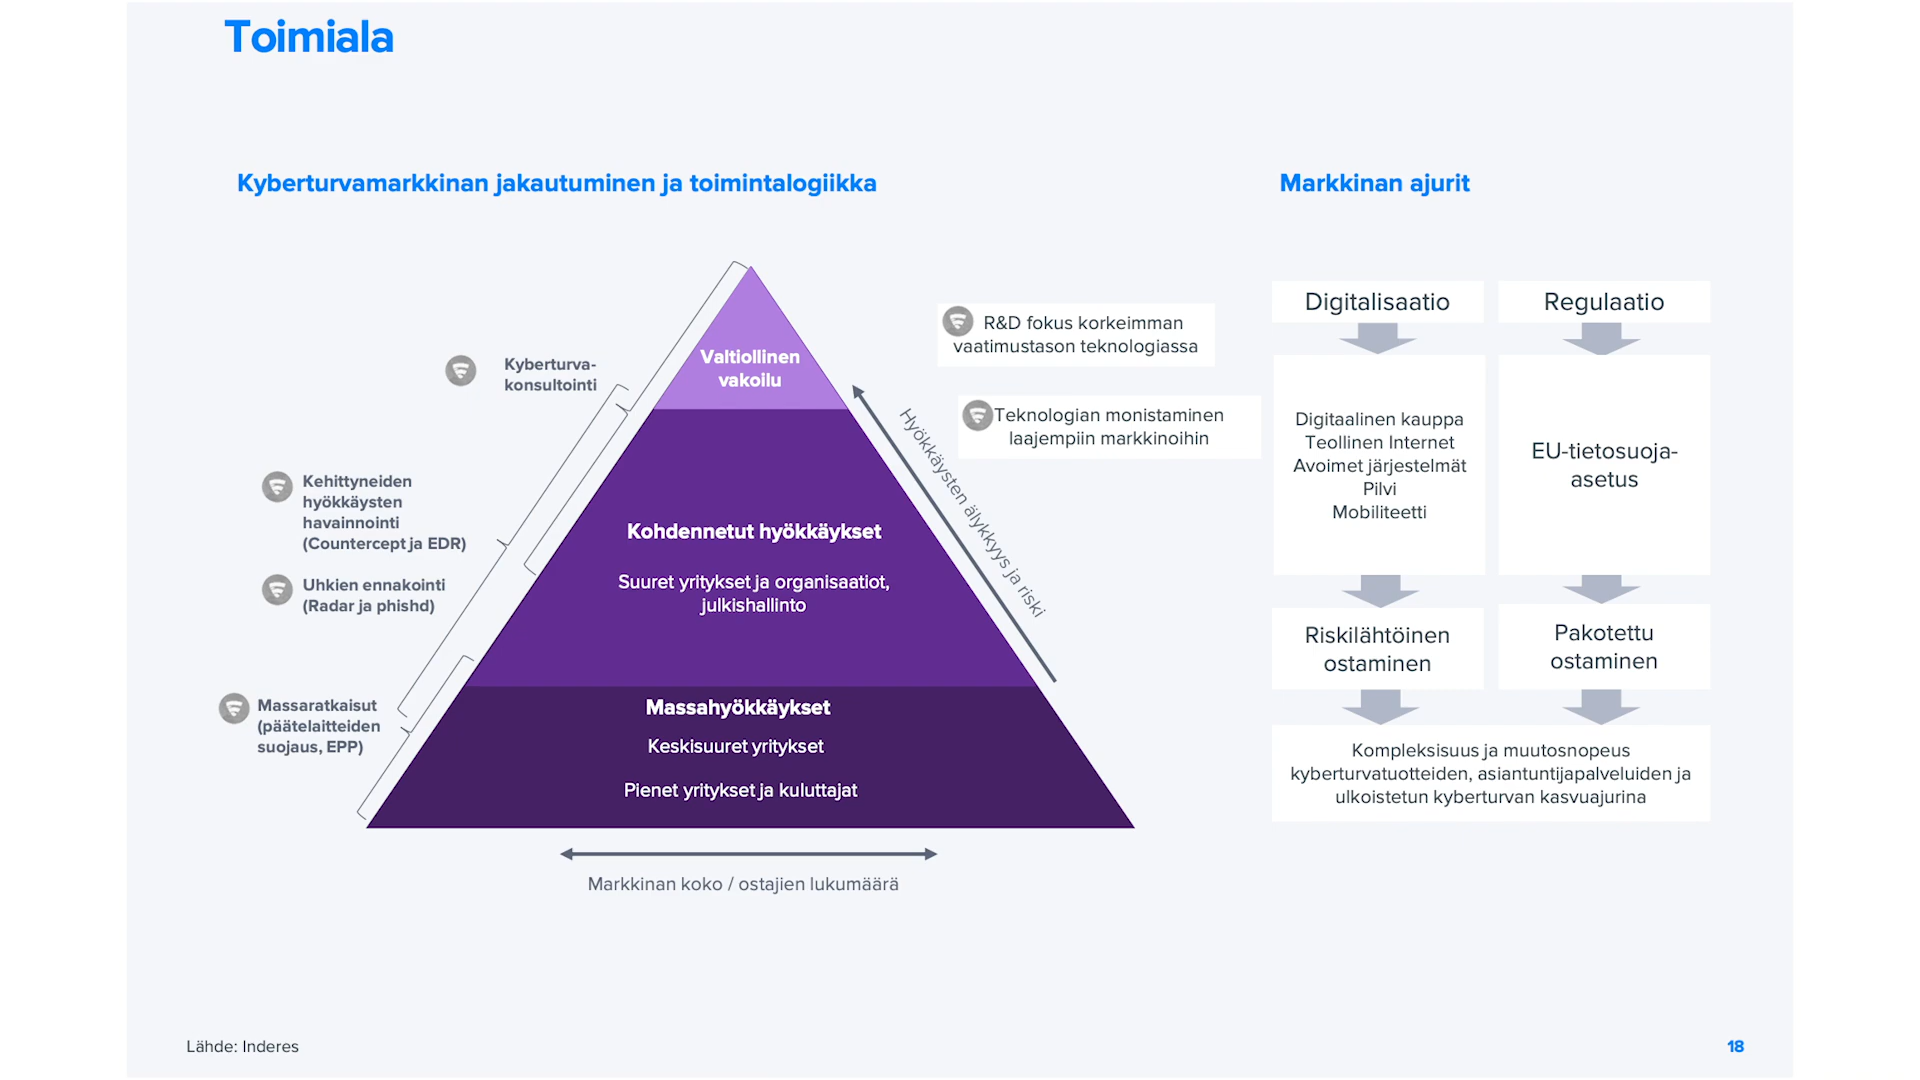 Toimiala
Kyberturvamarkkinan jakautuminen ja toimintalogiikka
Valtiollinen
vakoilu
Kohdennetut hyökkäykset
Suuret yritykset ja organisaatiot,
julkishallinto
Massahyökkäykset
Keskisuuret yritykset
Pienet yritykset ja kuluttajat
Kyberturva-
konsultointi
Kehittyneiden
hyökkäysten
havainnointi
(Countercept ja EDR)
Uhkien ennakointi
(Radar ja phishd)
Massaratkaisut
(päätelaitteiden
suojaus, EPP)
R&D fokus korkeimman
vaatimustason teknologiassa
Teknologian monistaminen
laajempiin markkinoihin
Hyökkäysten älykkyys ja riski
Markkinan koko / ostajien lukumäärä
Markkinan ajurit
Digitalisaatio
Digitaalinen kauppa
Teollinen Internet
Avoimet järjestelmät
Pilvi
Mobiliteetti
Riskilähtöinen
ostaminen
Regulaatio
EU-tietosuoja-
asetus
Pakotettu
ostaminen
Kompleksisuus ja muutosnopeus
kyberturvatuotteiden, asiantuntijapalveluiden ja
ulkoistetun kyberturvan kasvuajurina
Lähde: Inderes
18